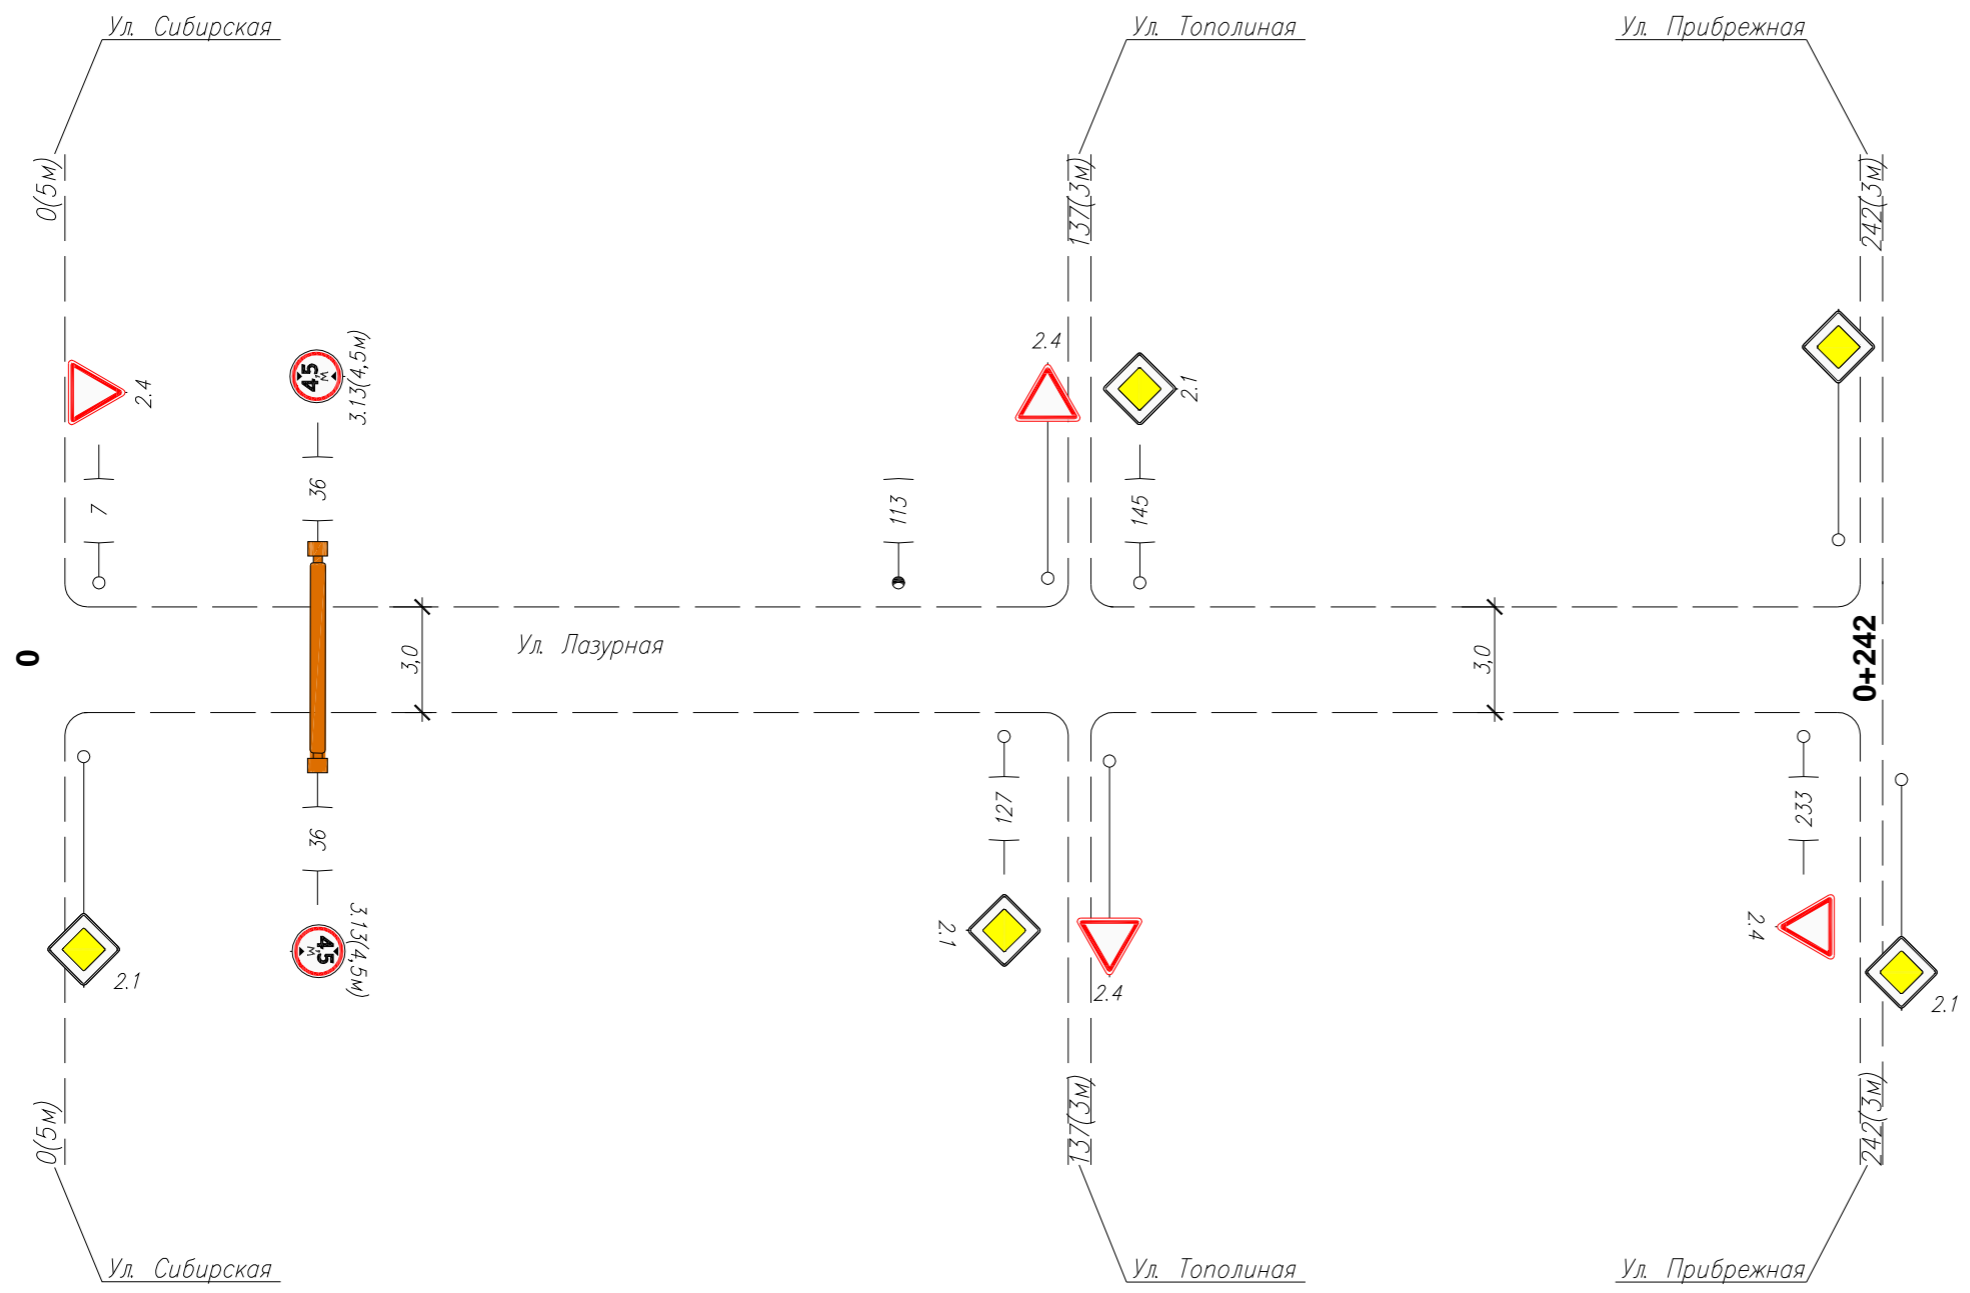 Ул. Сибирская
Ул. Тополиная
Ул. Прибрежная
0(5м)
137(3м)
242(3м)
2.4
4,5
м
3.13(4,5м)
2.4
2.1
7
36
113
145
0
3,0
Ул. Лазурная
3,0
0+242
36
127
233
2.1
4,5
м
3.13(4,5м)
2.1
2.4
2.4
2.1
0(5м)
137(3м)
242(3м)
Ул. Сибирская
Ул. Тополиная
Ул. Прибрежная